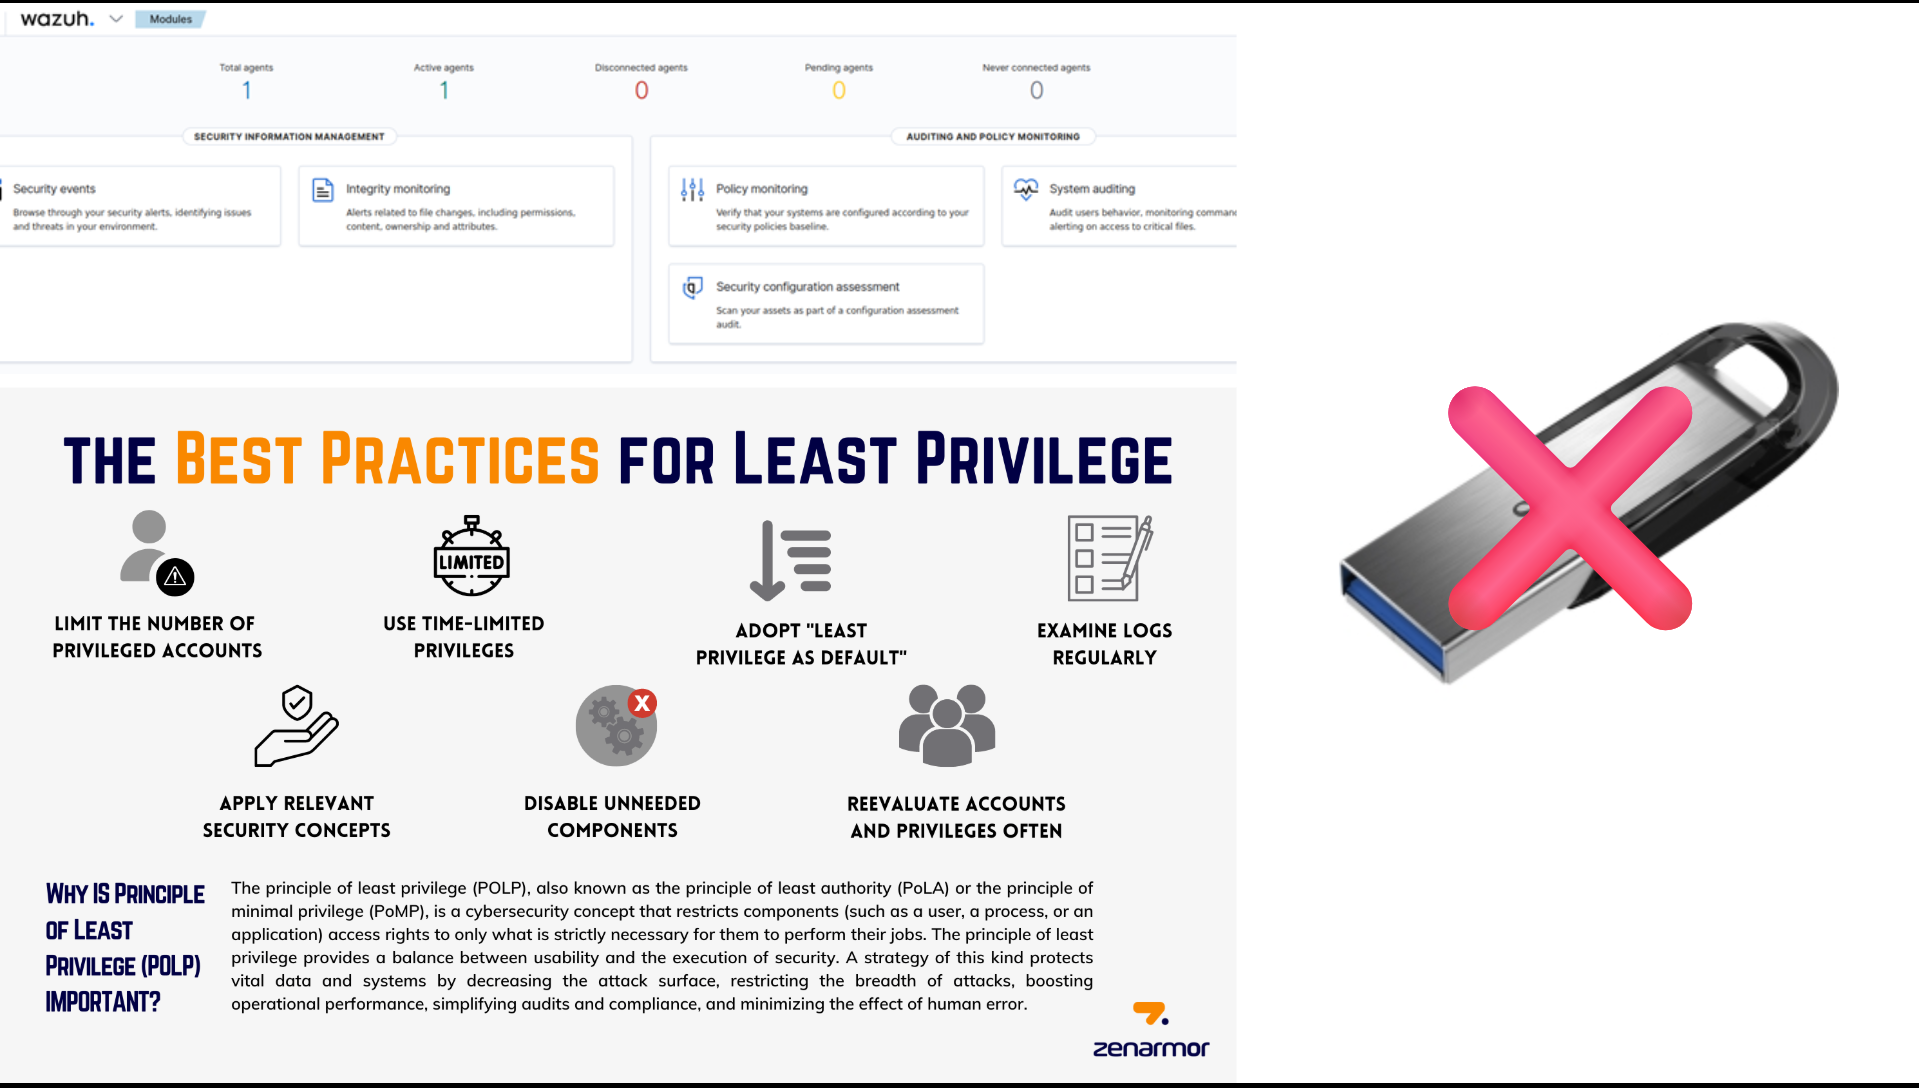 wazuh.
Modules
Total agents
1
Active agents
1
Disconnected agents
0
Pending agents
0
Never connected agents
0
SECURITY INFORMATION MANAGEMENT
Security events
Browse through your security alerts, identifying issues
and threats in your environment.
Integrity monitoring
Alerts related to file changes, including permissions,
content, ownership and attributes.
AUDITING AND POLICY MONITORING
Policy monitoring
Verify that your systems are configured according to your
security policies baseline.
System auditing
Audit users behavior, monitoring comman
alerting on access to critical files.
Security configuration assessment
Scan your assets as part of a configuration assessment
audit.
THE BEST PRACTICES FOR LEAST PRIVILEGE
LIMIT THE NUMBER OF
PRIVILEGED ACCOUNTS
LIMITED
USE TIME-LIMITED
PRIVILEGES
ADOPT "LEAST
PRIVILEGE AS DEFAULT"
EXAMINE LOGS
REGULARLY
APPLY RELEVANT
SECURITY CONCEPTS
X
DISABLE UNNEEDED
COMPONENTS
REEVALUATE ACCOUNTS
AND PRIVILEGES OFTEN
WHY IS PRINCIPLE
OF LEAST
PRIVILEGE (POLP)
IMPORTANT?
The principle of least privilege (POLP), also known as the principle of least authority (PoLA) or the principle of
minimal privilege (PoMP), is a cybersecurity concept that restricts components (such as a user, a process, or an
application) access rights to only what is strictly necessary for them to perform their jobs. The principle of least
privilege provides a balance between usability and the execution of security. A strategy of this kind protects
vital data and systems by decreasing the attack surface, restricting the breadth of attacks, boosting
operational performance, simplifying audits and compliance, and minimizing the effect of human error.
zenarmor